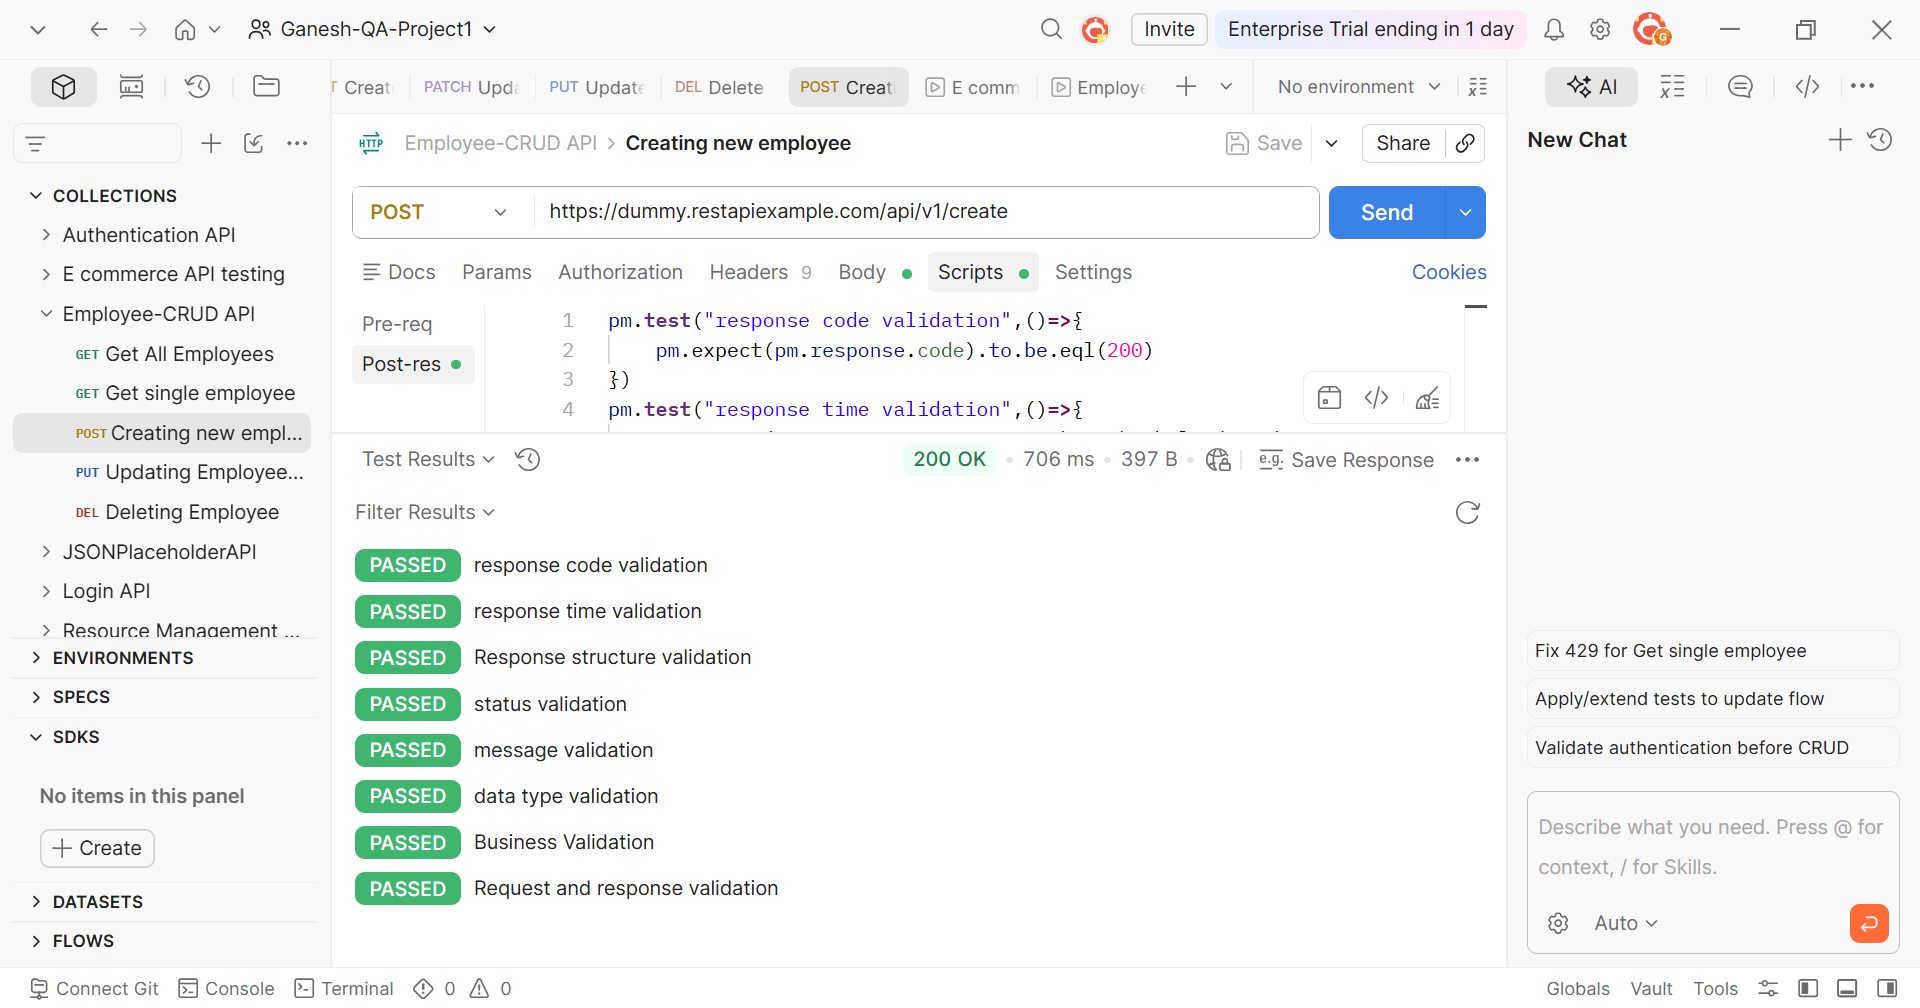 Ganesh-QA-Project1
Invite
Enterprise Trial ending in 1 day
G
T Creat
PATCH Upda
PUT Update
DEL Delete
POST Creat
E comm
Employe
No environment
AI
COLLECTIONS
Authentication API
E commerce API testing
Employee-CRUD API
GET Get All Employees
GET Get single employee
POST Creating new empl...
PUT Updating Employee...
DEL Deleting Employee
JSONPlaceholderAPI
Login API
Resource Management ...
ENVIRONMENTS
SPECS
SDKS
No items in this panel
Create
DATASETS
FLOWS
HTTP Employee-CRUD API > Creating new employee
Save
Share
POST
https://dummy.restapiexample.com/api/v1/create
Send
Docs Params Authorization Headers 9 Body Scripts Settings
Cookies
Pre-req
Post-res
1 pm.test("response code validation",()=>{
2 pm.expect(pm.response.code).to.be.eql(200)
3 })
4 pm.test("response time validation",()=>{
Test Results
200 OK • 706 ms • 397 B •
e.g. Save Response
Filter Results
PASSED response code validation
PASSED response time validation
PASSED Response structure validation
PASSED status validation
PASSED message validation
PASSED data type validation
PASSED Business Validation
PASSED Request and response validation
New Chat
Fix 429 for Get single employee
Apply/extend tests to update flow
Validate authentication before CRUD
Describe what you need. Press @ for
context, / for Skills.
Auto
Connect Git
Console
Terminal
0
0
Globals
Vault
Tools